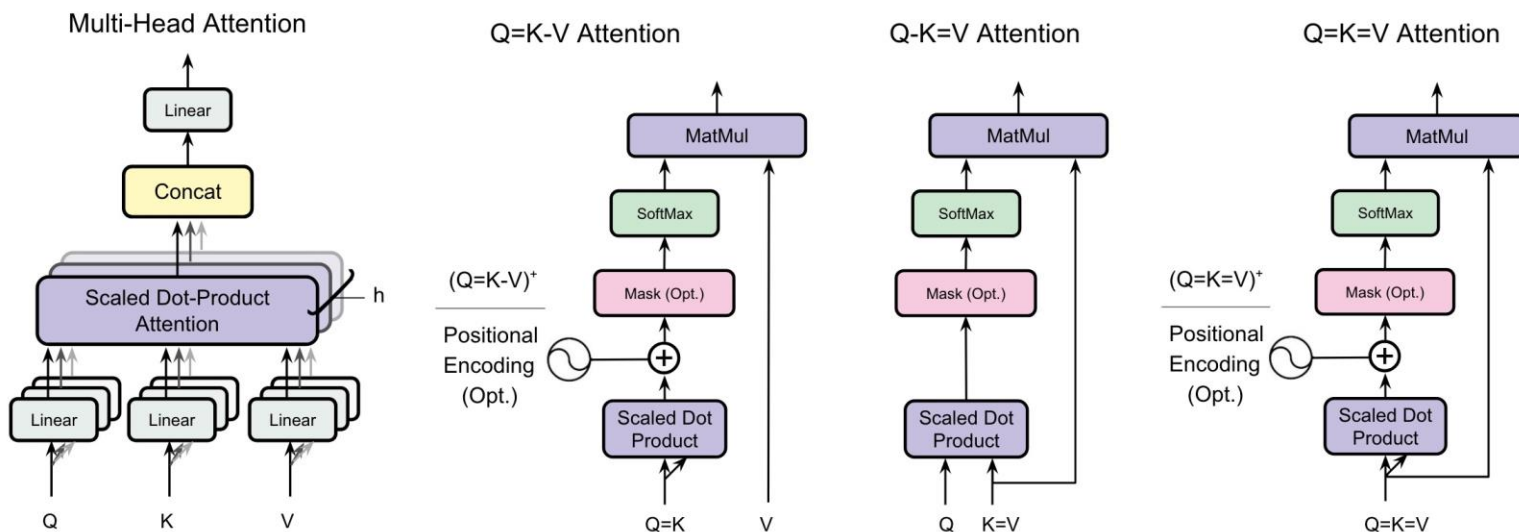 Multi-Head Attention
Linear
Concat
Scaled Dot-Product
Attention
h
Linear
Linear
Linear
Q
K
V
Q=K-V Attention
MatMul
SoftMax
(Q=K-V)⁺
Mask (Opt.)
Positional
Encoding
(Opt.)
+
Scaled Dot
Product
Q=K
V
Q-K=V Attention
MatMul
SoftMax
Mask (Opt.)
Scaled Dot
Product
Q
K=V
Q=K=V Attention
MatMul
SoftMax
(Q=K=V)⁺
Mask (Opt.)
Positional
Encoding
(Opt.)
+
Scaled Dot
Product
Q=K=V